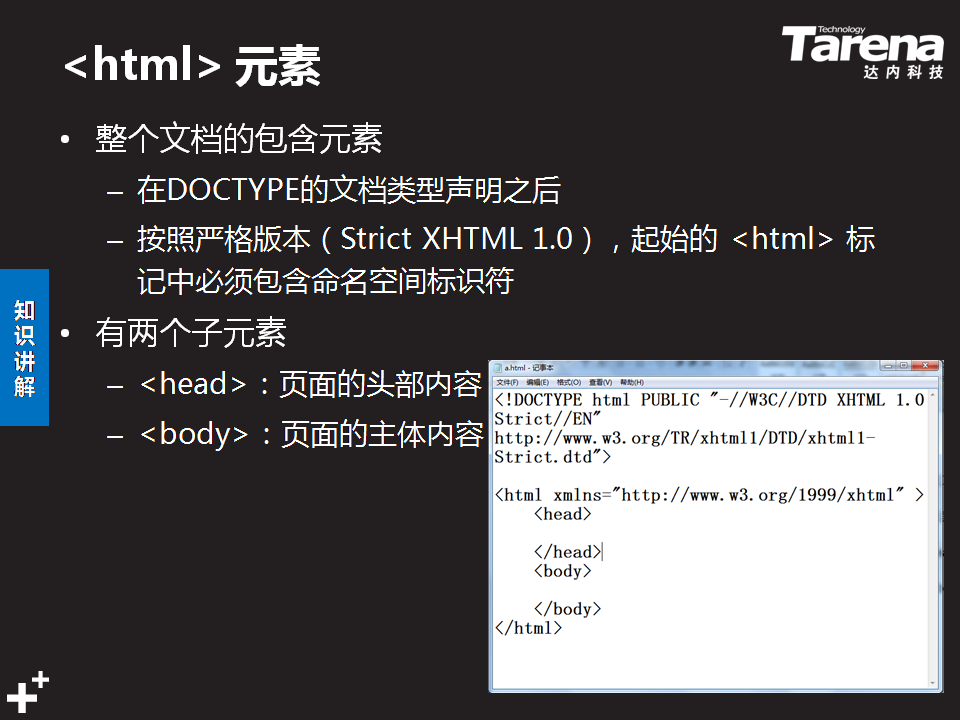 Technology
Tarena
达内科技
<html> 元素
• 整个文档的包含元素
– 在DOCTYPE的文档类型声明之后
– 按照严格版本（Strict XHTML 1.0），起始的 <html> 标
记中必须包含命名空间标识符
知识讲解
• 有两个子元素
– <head>：页面的头部内容
– <body>：页面的主体内容
a.html - 记事本
文件(F) 编辑(E) 格式(O) 查看(V) 帮助(H)
<!DOCTYPE html PUBLIC "-//W3C//DTD XHTML 1.0
Strict//EN"
http://www.w3.org/TR/xhtml1/DTD/xhtml1-
Strict.dtd">
<html xmlns="http://www.w3.org/1999/xhtml" >
<head>
</head>
<body>
</body>
</html>